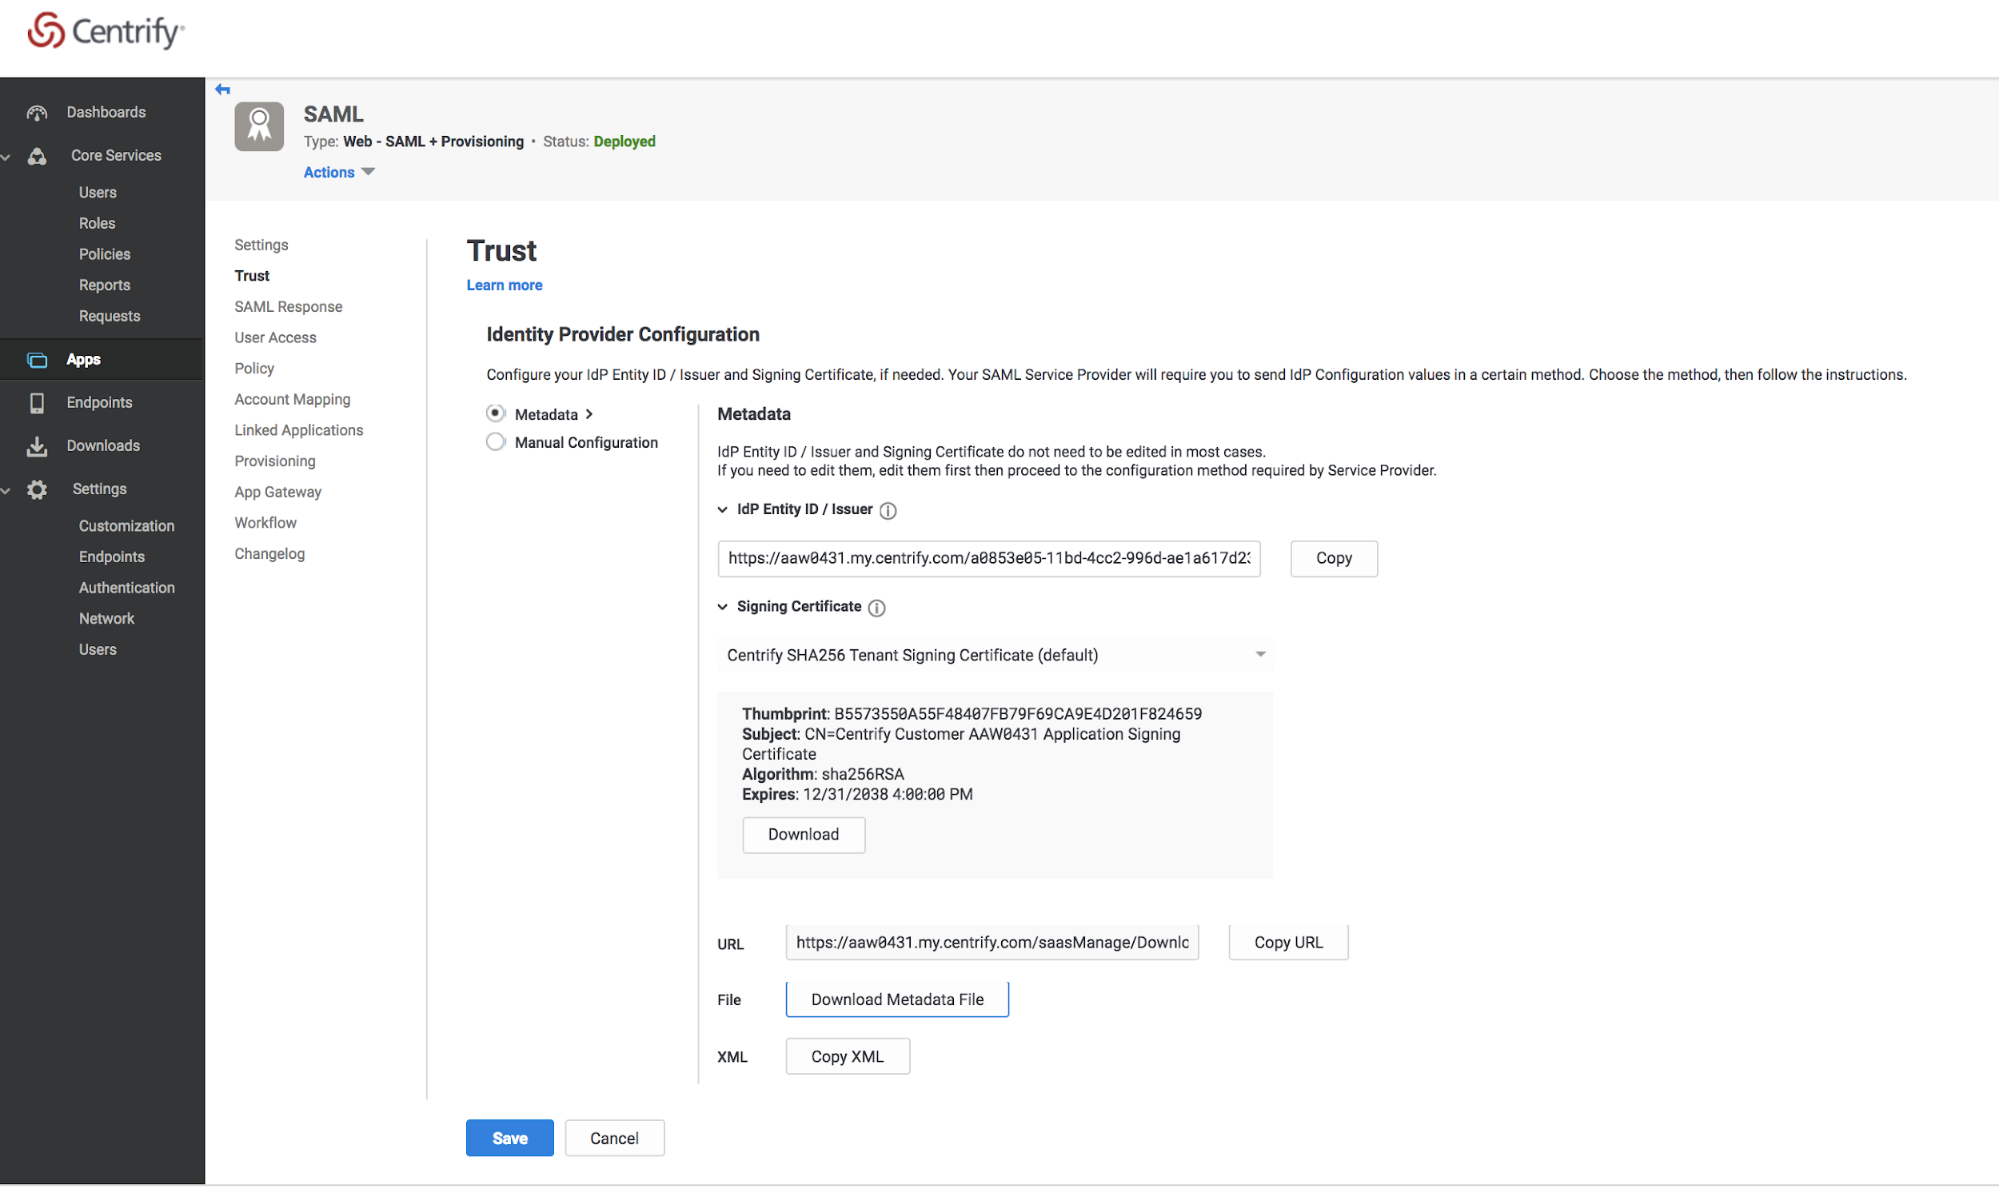 Centrify
Dashboards
Core Services
Users
Roles
Policies
Reports
Requests
Apps
Endpoints
Downloads
Settings
Customization
Endpoints
Authentication
Network
Users
SAML
Type: Web - SAML + Provisioning • Status: Deployed
Actions
Settings
Trust
SAML Response
User Access
Policy
Account Mapping
Linked Applications
Provisioning
App Gateway
Workflow
Changelog
Trust
Learn more
Identity Provider Configuration
Configure your IdP Entity ID / Issuer and Signing Certificate, if needed. Your SAML Service Provider will require you to send IdP Configuration values in a certain method. Choose the method, then follow the instructions.
Metadata >
Manual Configuration
Metadata
IdP Entity ID / Issuer and Signing Certificate do not need to be edited in most cases.
If you need to edit them, edit them first then proceed to the configuration method required by Service Provider.
IdP Entity ID / Issuer
https://aaw0431.my.centrify.com/a0853e05-11bd-4cc2-996d-ae1a617d23
Copy
Signing Certificate
Centrify SHA256 Tenant Signing Certificate (default)
Thumbprint: B5573550A55F48407FB79F69CA9E4D201F824659
Subject: CN=Centrify Customer AAW0431 Application Signing
Certificate
Algorithm: sha256RSA
Expires: 12/31/2038 4:00:00 PM
Download
URL
https://aaw0431.my.centrify.com/saasManage/Downlo
Copy URL
File
Download Metadata File
XML
Copy XML
Save
Cancel